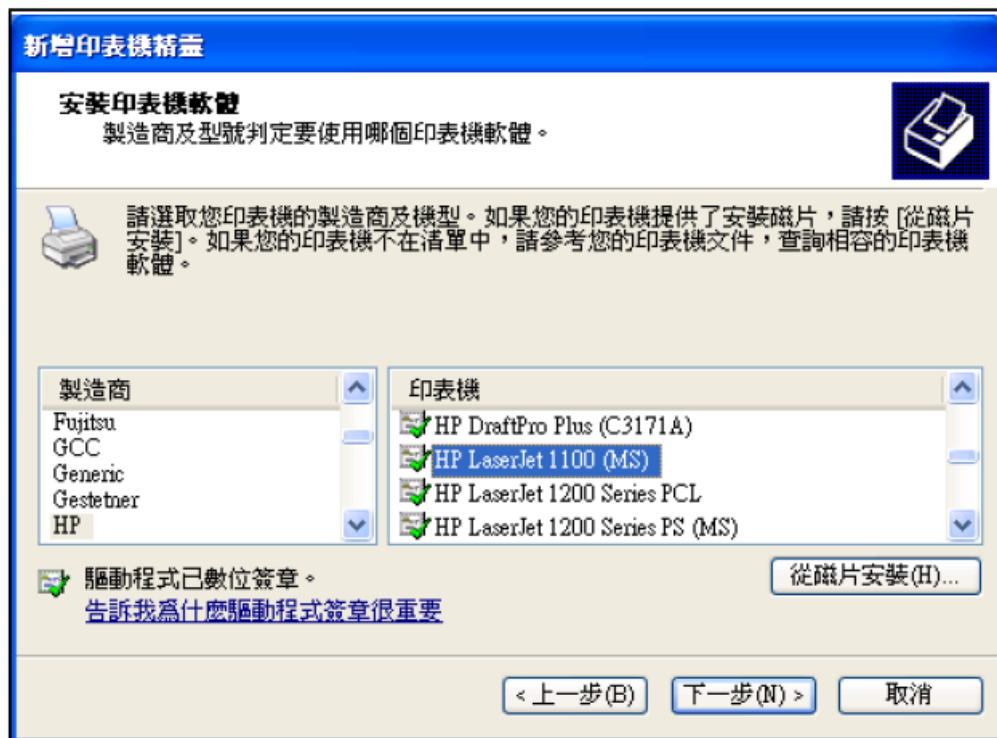 新增印表機精靈
安裝印表機軟體
製造商及型號判定要使用哪個印表機軟體。
請選取您印表機的製造商及機型。如果您的印表機提供了安裝磁片，請按 [從磁片
安裝]。如果您的印表機不在清單中，請參考您的印表機文件，查詢相容的印表機
軟體。
製造商
Fujitsu
GCC
Generic
Gestetner
HP
印表機
HP DraftPro Plus (C3171A)
HP LaserJet 1100 (MS)
HP LaserJet 1200 Series PCL
HP LaserJet 1200 Series PS (MS)
驅動程式已數位簽章。
告訴我為什麼驅動程式簽章很重要
從磁片安裝(H)...
< 上一步(B)
下一步(N) >
取消